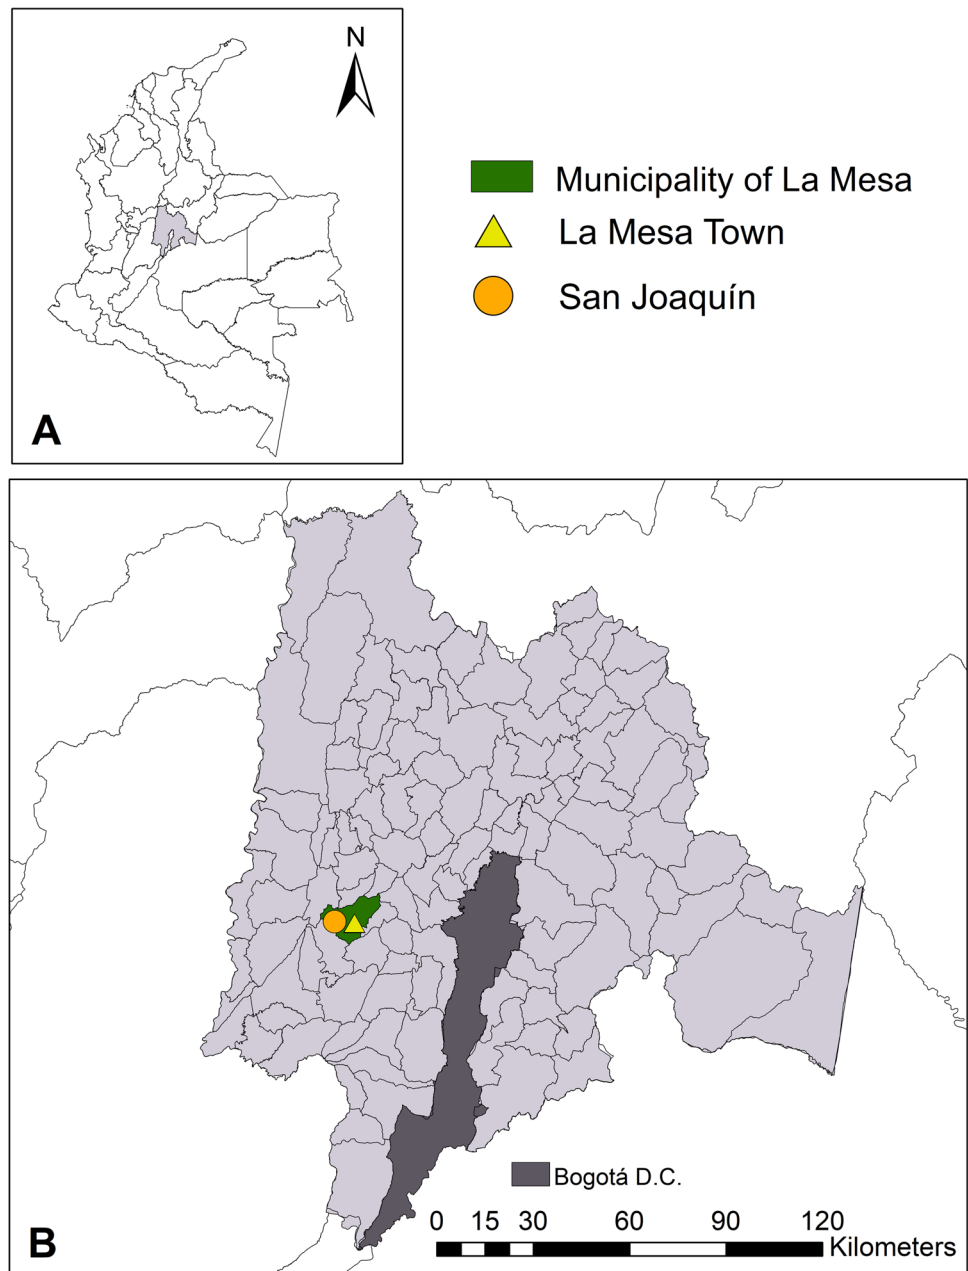 N
Municipality of La Mesa
La Mesa Town
San Joaquín
A
Bogotá D.C.
0 15 30 60 90 120
Kilometers
B